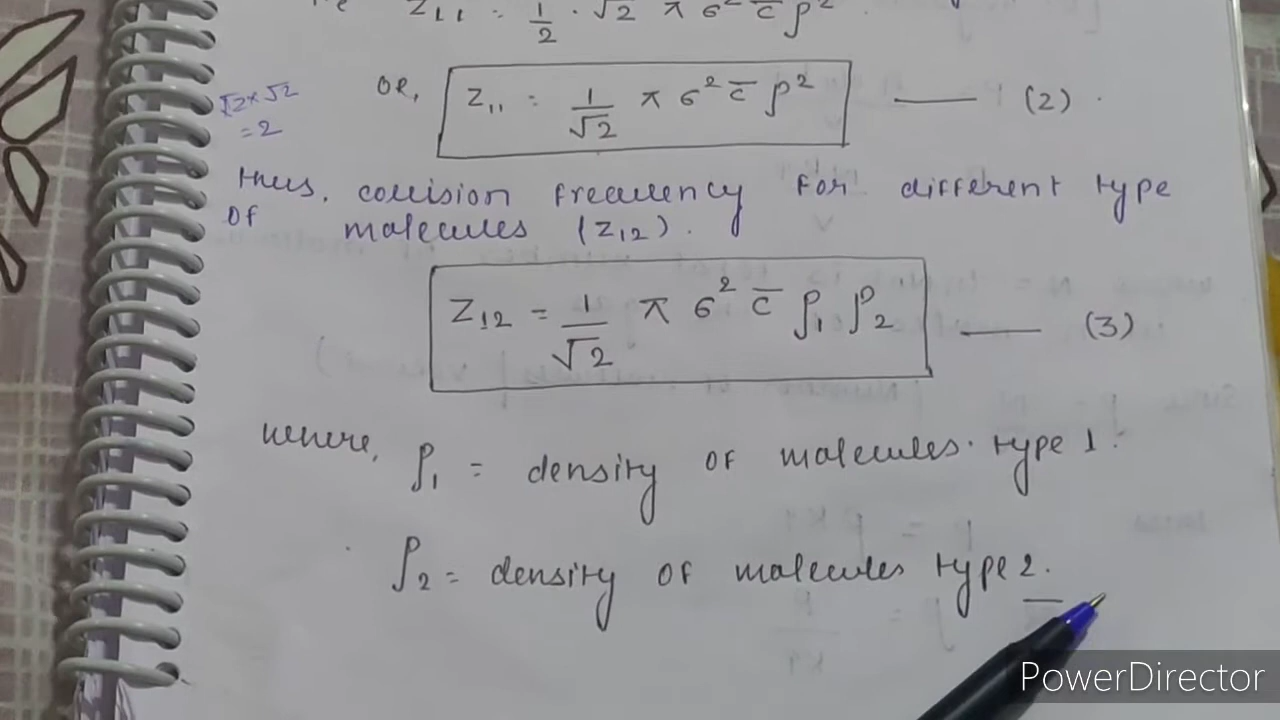 Z₁₁ = 1/2 · √2 π σ² c̄ ρ²
√2×√2
= 2
OR, Z₁₁ = 1/√2 π σ² c̄ ρ² —— (2) .
Thus, collision frequency for different type
of molecules (Z₁₂).
Z₁₂ = 1/√2 π σ² c̄ ρ₁ ρ₂ —— (3)
where, ρ₁ = density of molecules type 1.
ρ₂ = density of molecules type 2.
PowerDirector